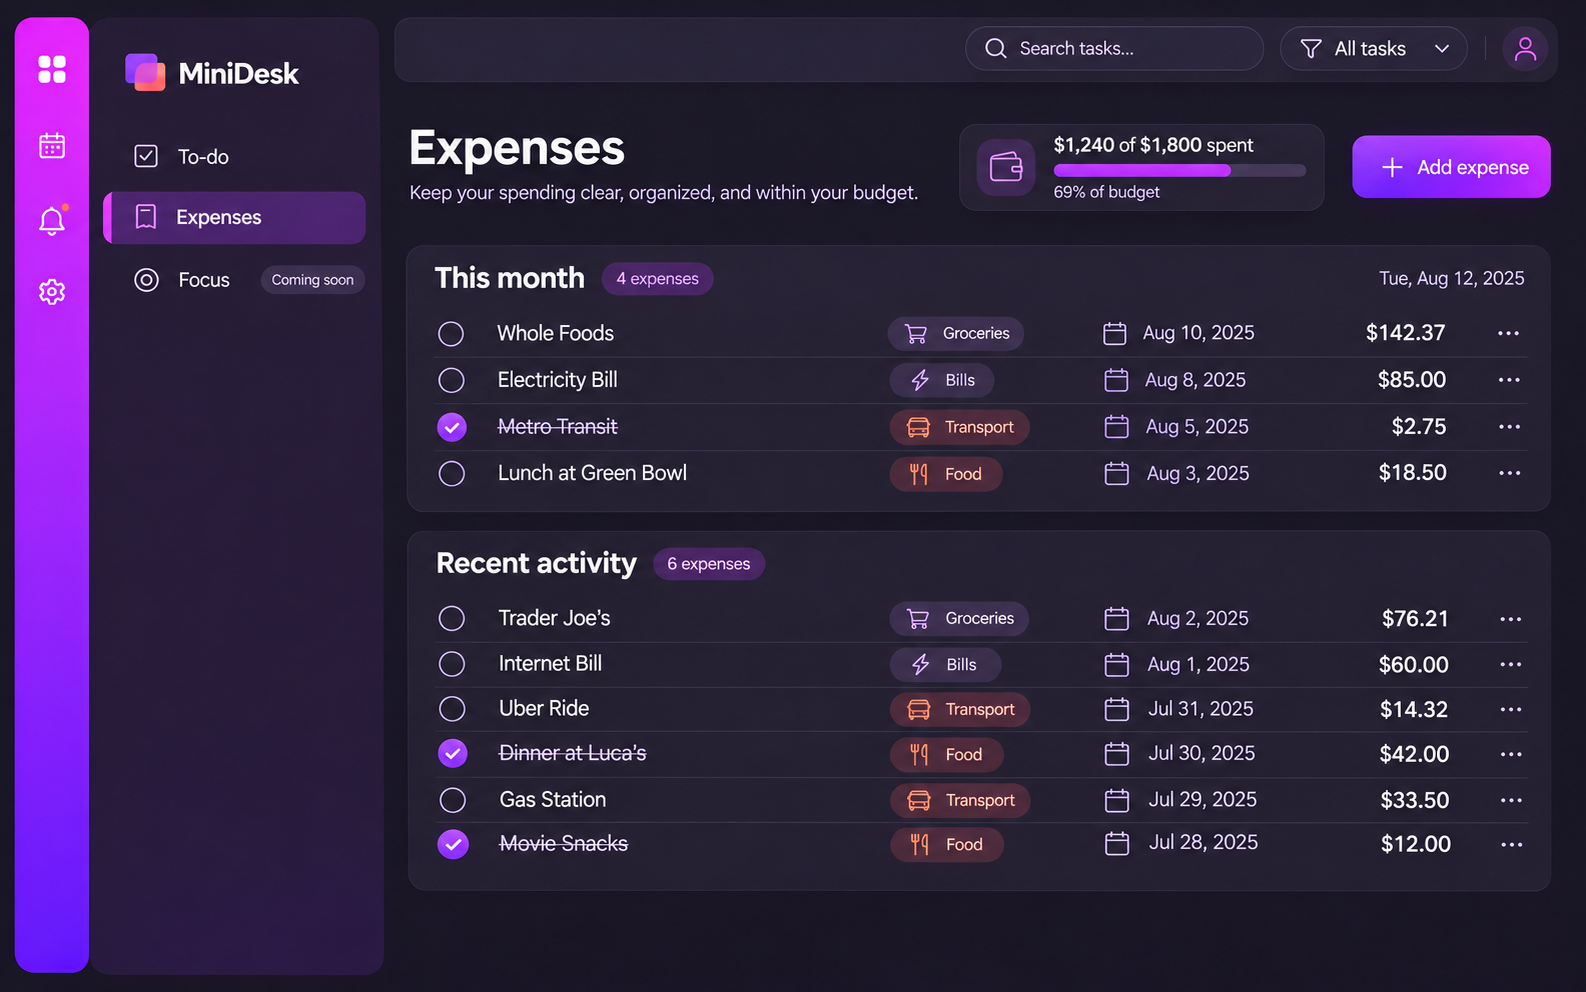 MiniDesk
To-do
Expenses
Focus Coming soon
Search tasks...
All tasks
Expenses
Keep your spending clear, organized, and within your budget.
$1,240 of $1,800 spent
69% of budget
Add expense
This month 4 expenses Tue, Aug 12, 2025
Whole Foods Groceries Aug 10, 2025 $142.37
Electricity Bill Bills Aug 8, 2025 $85.00
Metro Transit Transport Aug 5, 2025 $2.75
Lunch at Green Bowl Food Aug 3, 2025 $18.50
Recent activity 6 expenses
Trader Joe’s Groceries Aug 2, 2025 $76.21
Internet Bill Bills Aug 1, 2025 $60.00
Uber Ride Transport Jul 31, 2025 $14.32
Dinner at Luca’s Food Jul 30, 2025 $42.00
Gas Station Transport Jul 29, 2025 $33.50
Movie Snacks Food Jul 28, 2025 $12.00